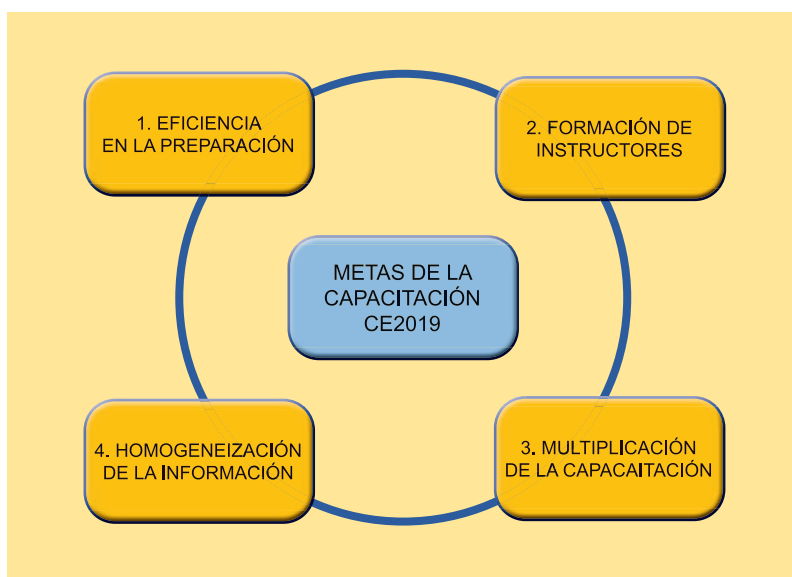 1. EFICIENCIA
EN LA PREPARACIÓN
2. FORMACIÓN DE
INSTRUCTORES
METAS DE LA
CAPACITACIÓN
CE2019
4. HOMOGENEIZACIÓN
DE LA INFORMACIÓN
3. MULTIPLICACIÓN
DE LA CAPACAITACIÓN